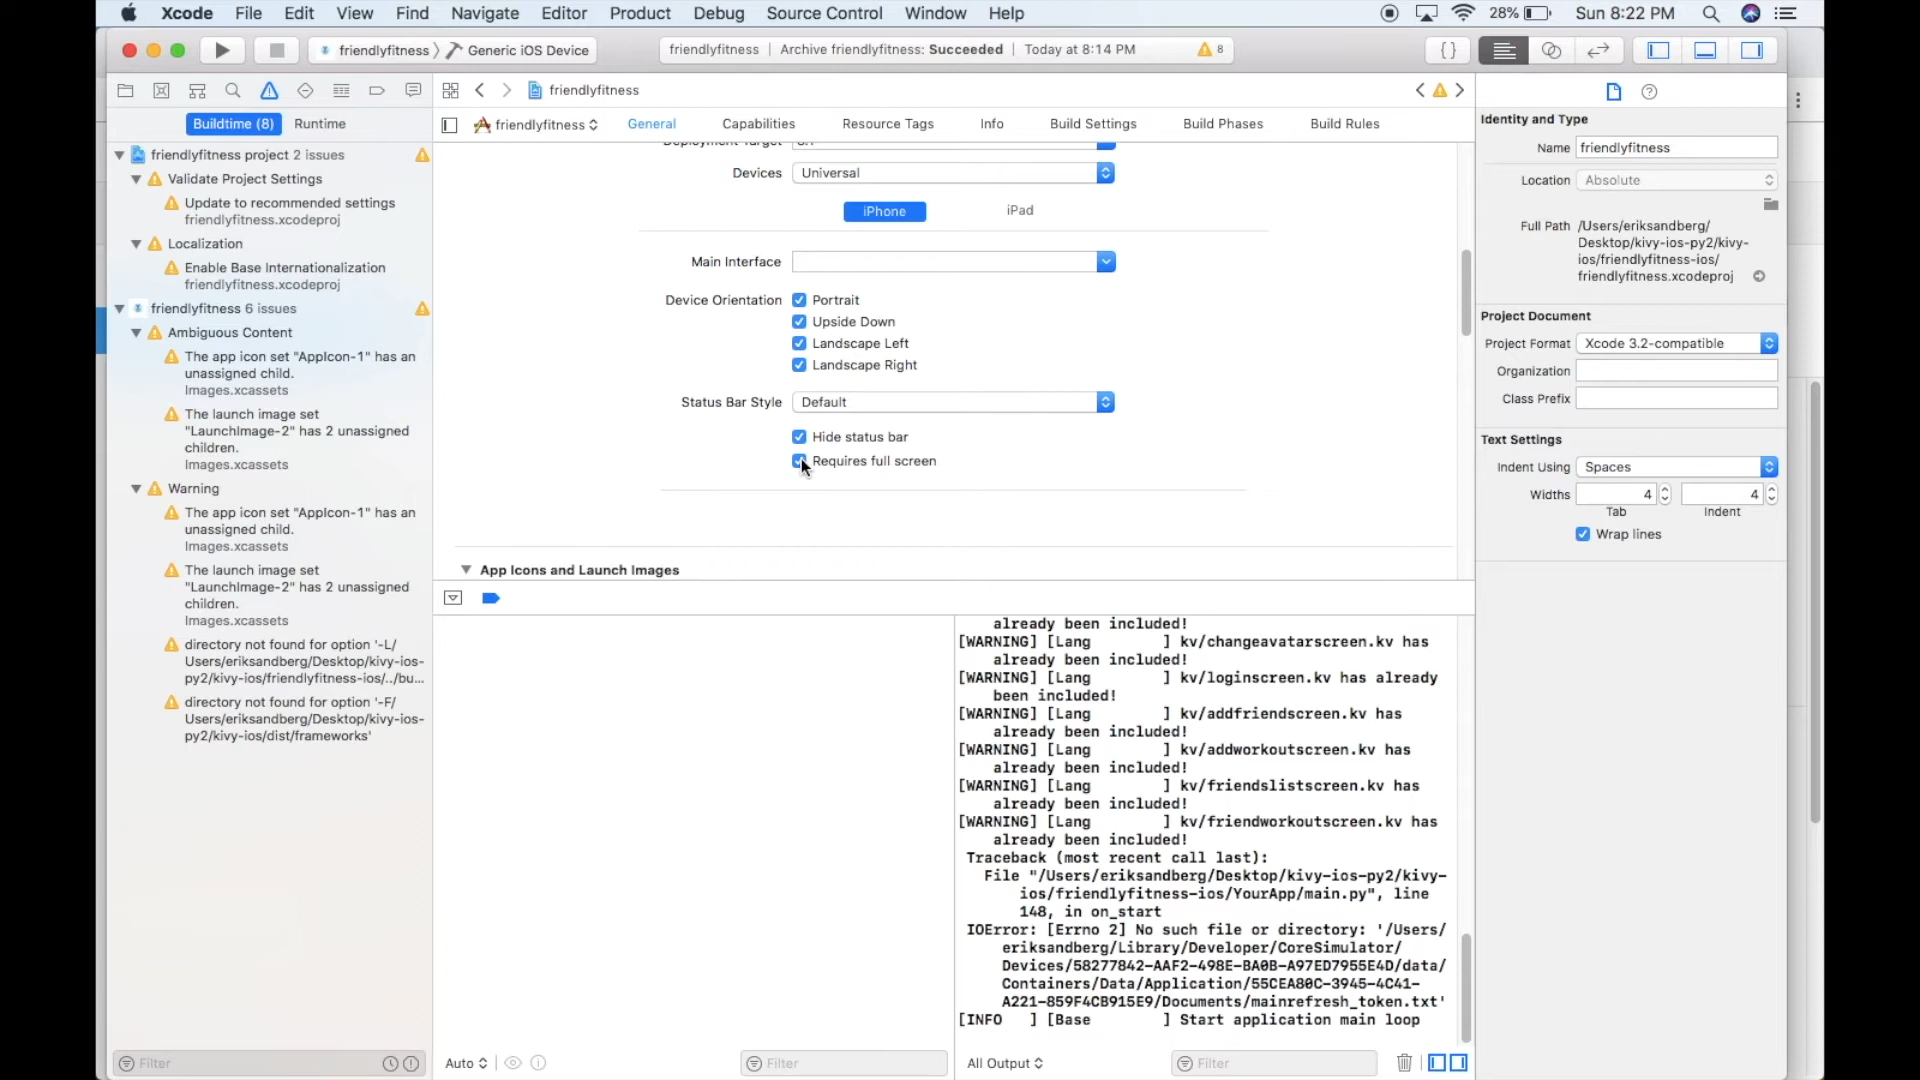 Xcode File Edit View Find Navigate Editor Product Debug Source Control Window Help 28% Sun 8:22 PM
friendlyfitness Generic iOS Device
friendlyfitness | Archive friendlyfitness: Succeeded | Today at 8:14 PM 8
friendlyfitness
Buildtime (8) Runtime
friendlyfitness General Capabilities Resource Tags Info Build Settings Build Phases Build Rules
friendlyfitness project 2 issues
Validate Project Settings
Update to recommended settings
friendlyfitness.xcodeproj
Localization
Enable Base Internationalization
friendlyfitness.xcodeproj
friendlyfitness 6 issues
Ambiguous Content
The app icon set "AppIcon-1" has an
unassigned child.
Images.xcassets
The launch image set
"LaunchImage-2" has 2 unassigned
children.
Images.xcassets
Warning
The app icon set "AppIcon-1" has an
unassigned child.
Images.xcassets
The launch image set
"LaunchImage-2" has 2 unassigned
children.
Images.xcassets
directory not found for option '-L/
Users/eriksandberg/Desktop/kivy-ios-
py2/kivy-ios/friendlyfitness-ios/../bu...
directory not found for option '-F/
Users/eriksandberg/Desktop/kivy-ios-
py2/kivy-ios/dist/frameworks'
Filter
Deployment Target
Devices Universal
iPhone iPad
Main Interface
Device Orientation Portrait
Upside Down
Landscape Left
Landscape Right
Status Bar Style Default
Hide status bar
Requires full screen
App Icons and Launch Images
already been included!
[WARNING] [Lang ] kv/changeavatarscreen.kv has
already been included!
[WARNING] [Lang ] kv/loginscreen.kv has already
been included!
[WARNING] [Lang ] kv/addfriendscreen.kv has
already been included!
[WARNING] [Lang ] kv/addworkoutscreen.kv has
already been included!
[WARNING] [Lang ] kv/friendslistscreen.kv has
already been included!
[WARNING] [Lang ] kv/friendworkoutscreen.kv has
already been included!
Traceback (most recent call last):
File "/Users/eriksandberg/Desktop/kivy-ios-py2/kivy-
ios/friendlyfitness-ios/YourApp/main.py", line
148, in on_start
IOError: [Errno 2] No such file or directory: '/Users/
eriksandberg/Library/Developer/CoreSimulator/
Devices/58277842-AAF2-498E-BA0B-A97ED7955E4D/data/
Containers/Data/Application/55CEA80C-3945-4C41-
A221-859F4CB915E9/Documents/mainrefresh_token.txt'
[INFO ] [Base ] Start application main loop
Auto Filter All Output Filter
Identity and Type
Name friendlyfitness
Location Absolute
Full Path /Users/eriksandberg/
Desktop/kivy-ios-py2/kivy-
ios/friendlyfitness-ios/
friendlyfitness.xcodeproj
Project Document
Project Format Xcode 3.2-compatible
Organization
Class Prefix
Text Settings
Indent Using Spaces
Widths 4 4
Tab Indent
Wrap lines